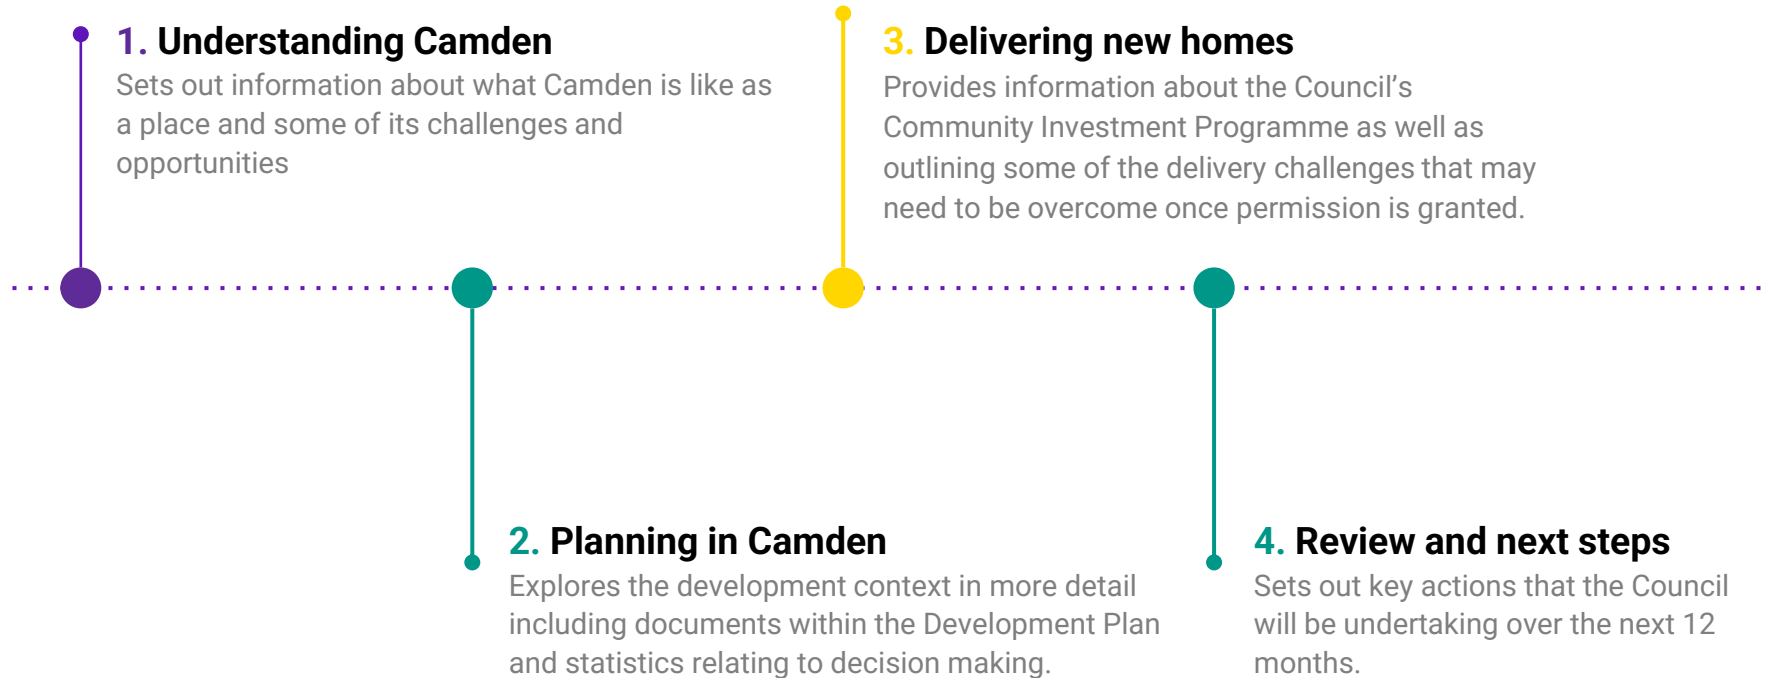 1. Understanding Camden
Sets out information about what Camden is like as
a place and some of its challenges and
opportunities
2. Planning in Camden
Explores the development context in more detail
including documents within the Development Plan
and statistics relating to decision making.
3. Delivering new homes
Provides information about the Council’s
Community Investment Programme as well as
outlining some of the delivery challenges that may
need to be overcome once permission is granted.
4. Review and next steps
Sets out key actions that the Council
will be undertaking over the next 12
months.